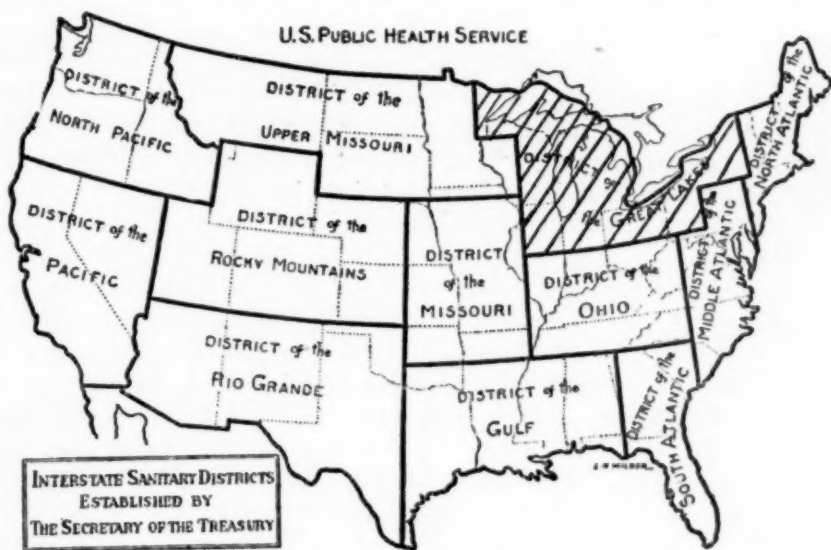 U.S. PUBLIC HEALTH SERVICE
DISTRICT of the
NORTH PACIFIC
DISTRICT of the
UPPER MISSOURI
DISTRICT of the
GREAT LAKES
DISTRICT of the
NORTH ATLANTIC
DISTRICT of the
PACIFIC
DISTRICT of the
ROCKY MOUNTAINS
DISTRICT
of the
MISSOURI
DISTRICT of the
OHIO
DISTRICT of the
MIDDLE ATLANTIC
DISTRICT of the
RIO GRANDE
DISTRICT of the
GULF
DISTRICT of the
SOUTH ATLANTIC
INTERSTATE SANITARY DISTRICTS
ESTABLISHED BY
THE SECRETARY OF THE TREASURY